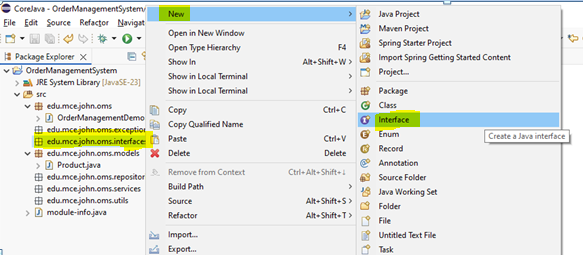 CoreJava - OrderManagementSystem/
File Edit Source Refactor Navigate
Package Explorer
OrderManagementSystem
JRE System Library [JavaSE-23]
src
edu.mce.john.oms
OrderManagementDemo
edu.mce.john.oms.exception
edu.mce.john.oms.interfaces
edu.mce.john.oms.models
Product.java
edu.mce.john.oms.reposito
edu.mce.john.oms.services
edu.mce.john.oms.utils
module-info.java
New
Open in New Window
Open Type Hierarchy F4
Show In Alt+Shift+W
Show in Local Terminal
Show in Local Terminal
Copy Ctrl+C
Copy Qualified Name
Paste Ctrl+V
Delete Delete
Remove from Context Ctrl+Alt+Shift+↓
Build Path
Source Alt+Shift+S
Refactor Alt+Shift+T
Import...
Export...
Java Project
Maven Project
Spring Starter Project
Import Spring Getting Started Content
Project...
Package
Class
Interface
Create a Java interface
Enum
Record
Annotation
Source Folder
Java Working Set
Folder
File
Untitled Text File
Task